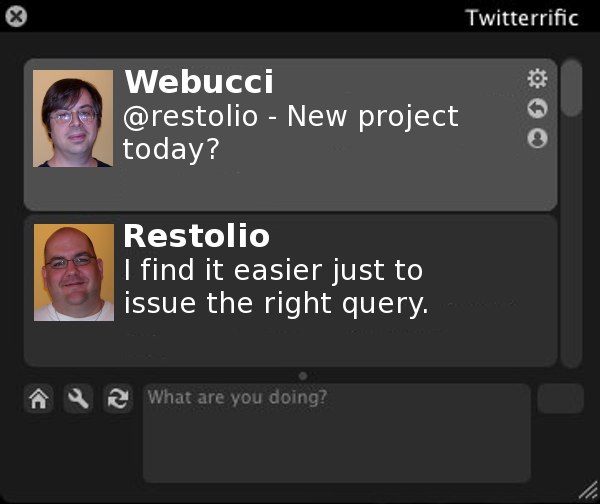 Twitterrific
Webucci
@restolio - New project
today?
Restolio
I find it easier just to
issue the right query.
What are you doing?